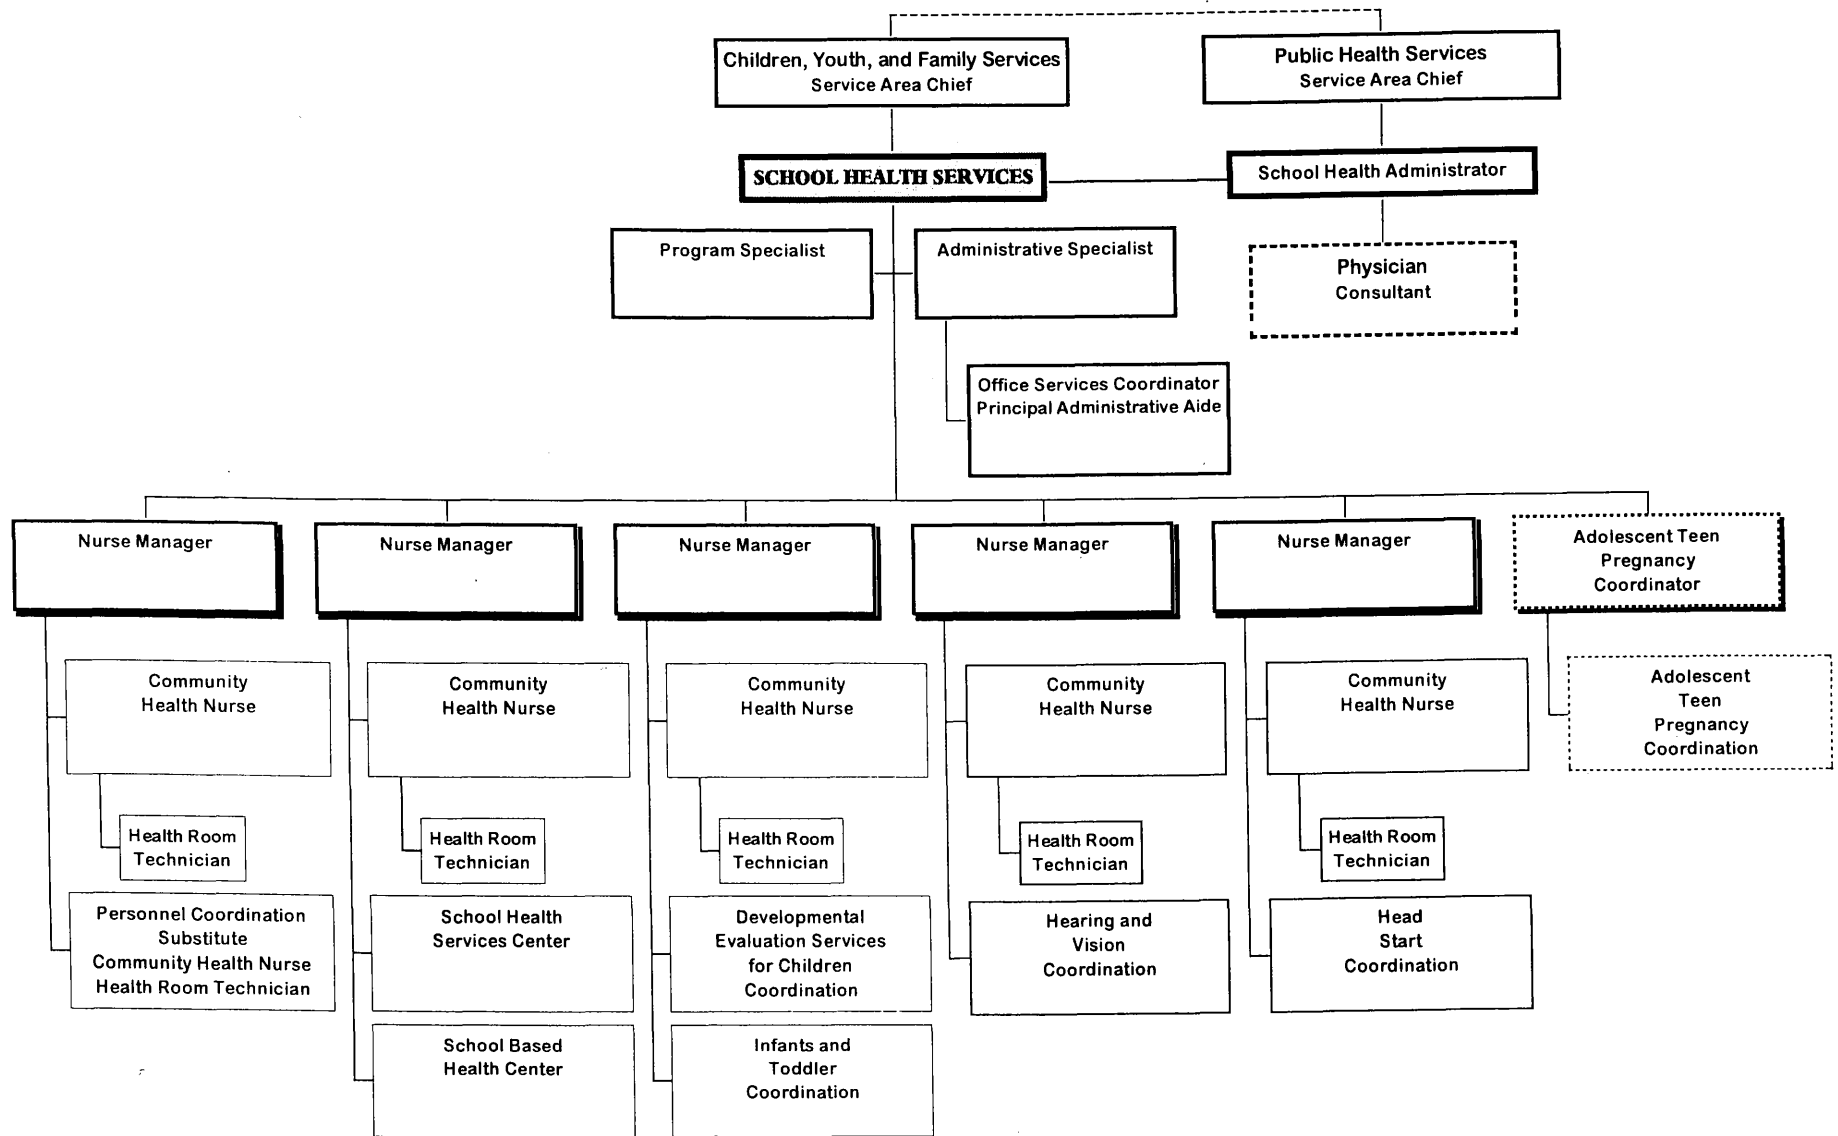 Children, Youth, and Family Services
Service Area Chief
Public Health Services
Service Area Chief
SCHOOL HEALTH SERVICES
School Health Administrator
Program Specialist
Administrative Specialist
Physician
Consultant
Office Services Coordinator
Principal Administrative Aide
Nurse Manager
Nurse Manager
Nurse Manager
Nurse Manager
Nurse Manager
Adolescent Teen
Pregnancy
Coordinator
Community
Health Nurse
Community
Health Nurse
Community
Health Nurse
Community
Health Nurse
Community
Health Nurse
Adolescent
Teen
Pregnancy
Coordination
Health Room
Technician
Health Room
Technician
Health Room
Technician
Health Room
Technician
Health Room
Technician
Personnel Coordination
Substitute
Community Health Nurse
Health Room Technician
School Health
Services Center
Developmental
Evaluation Services
for Children
Coordination
Hearing and
Vision
Coordination
Head
Start
Coordination
School Based
Health Center
Infants and
Toddler
Coordination